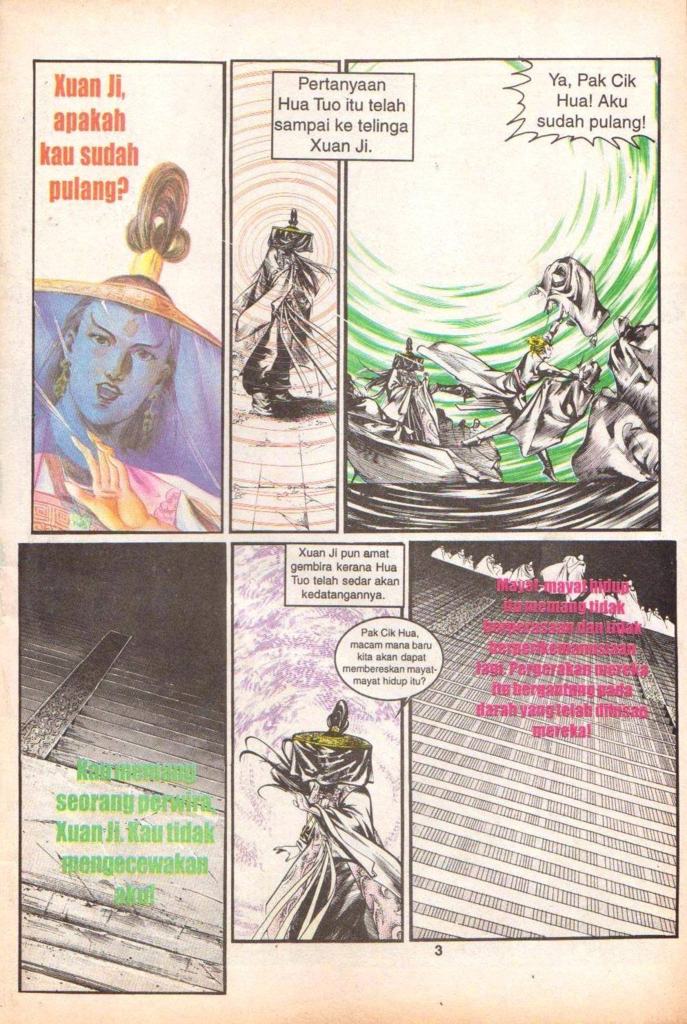 Xuan Ji,
apakah
kau sudah
pulang?
Pertanyaan
Hua Tuo itu telah
sampai ke telinga
Xuan Ji.
Ya, Pak Cik
Hua! Aku
sudah pulang!
Kau memang
seorang perwira,
Xuan Ji. Kau tidak
mengecewakan
aku!
Xuan Ji pun amat
gembira kerana Hua
Tuo telah sedar akan
kedatangannya.
Pak Cik Hua,
macam mana baru
kita akan dapat
membereskan mayat-
mayat hidup itu?
Mayat-mayat hidup
itu memang tidak
berperasaan dan tidak
berperikemanusiaan
lagi. Pergerakan mereka
itu bergantung pada
darah yang telah dihisap
mereka!
3